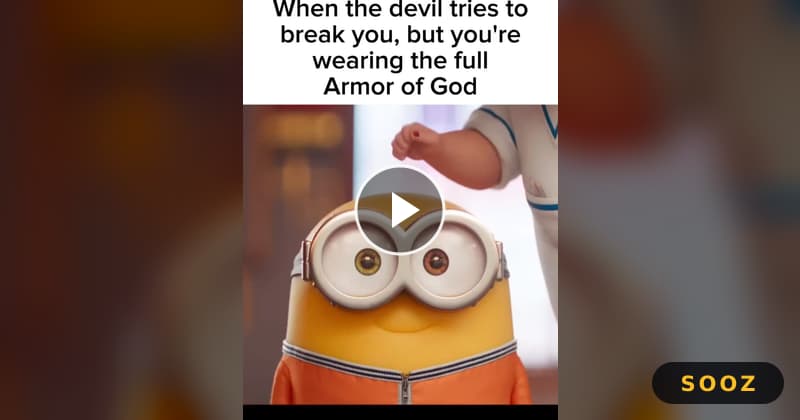 When the devil tries to
break you, but you're
wearing the full
Armor of God
SOOZ